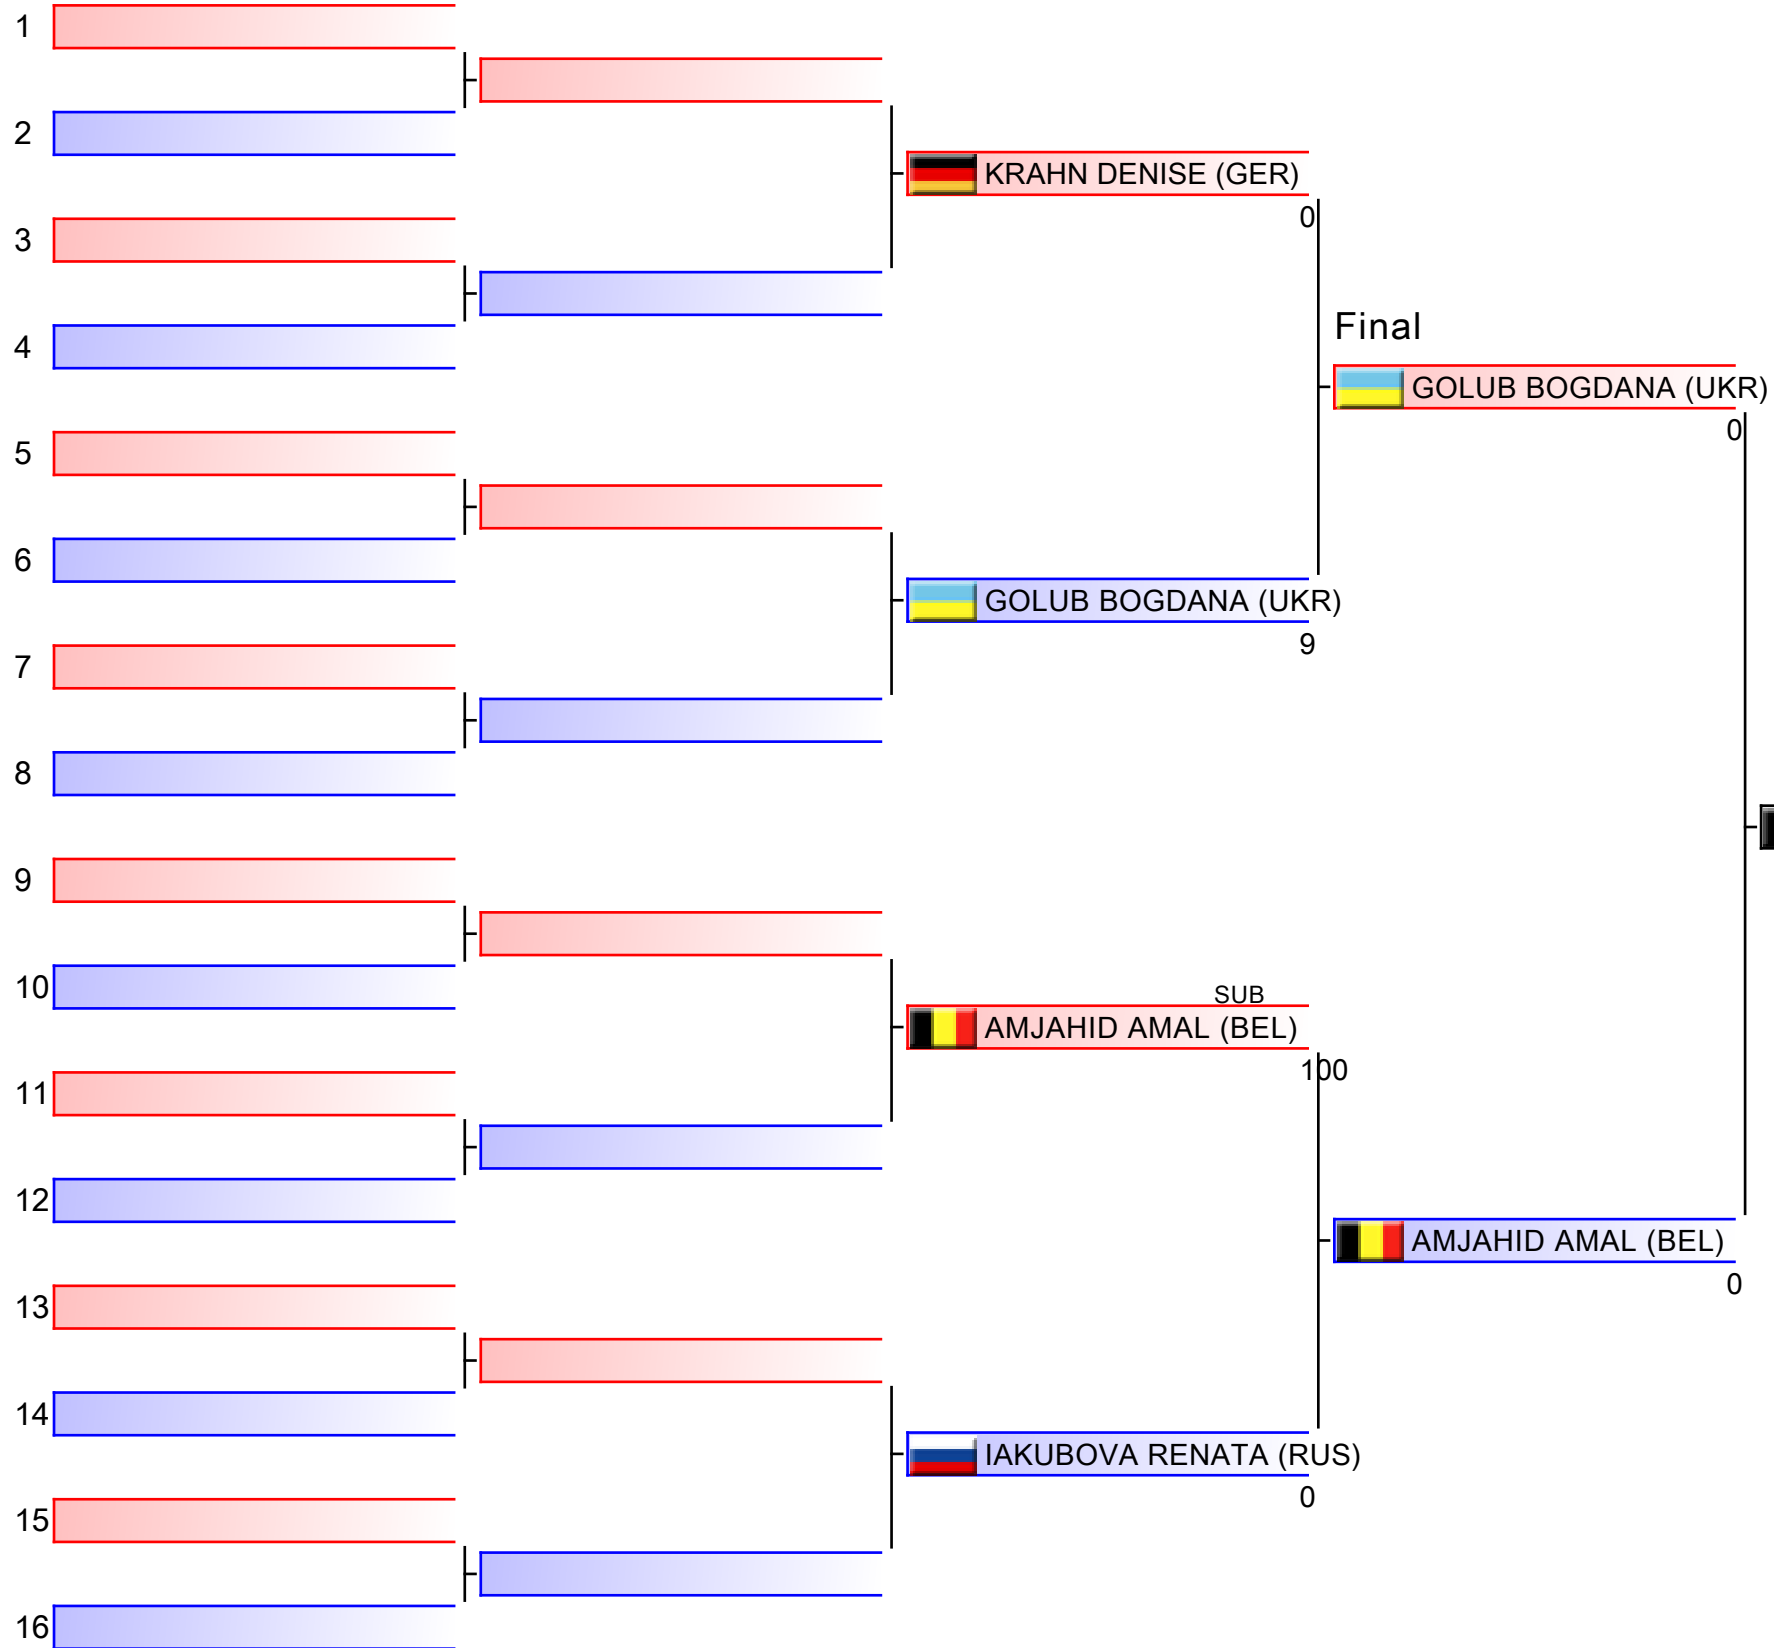 1
2
KRAHN DENISE (GER)
0
3
4
Final
GOLUB BOGDANA (UKR)
0
5
6
GOLUB BOGDANA (UKR)
9
7
8
9
10
SUB
AMJAHID AMAL (BEL)
100
11
12
AMJAHID AMAL (BEL)
0
13
14
IAKUBOVA RENATA (RUS)
0
15
16